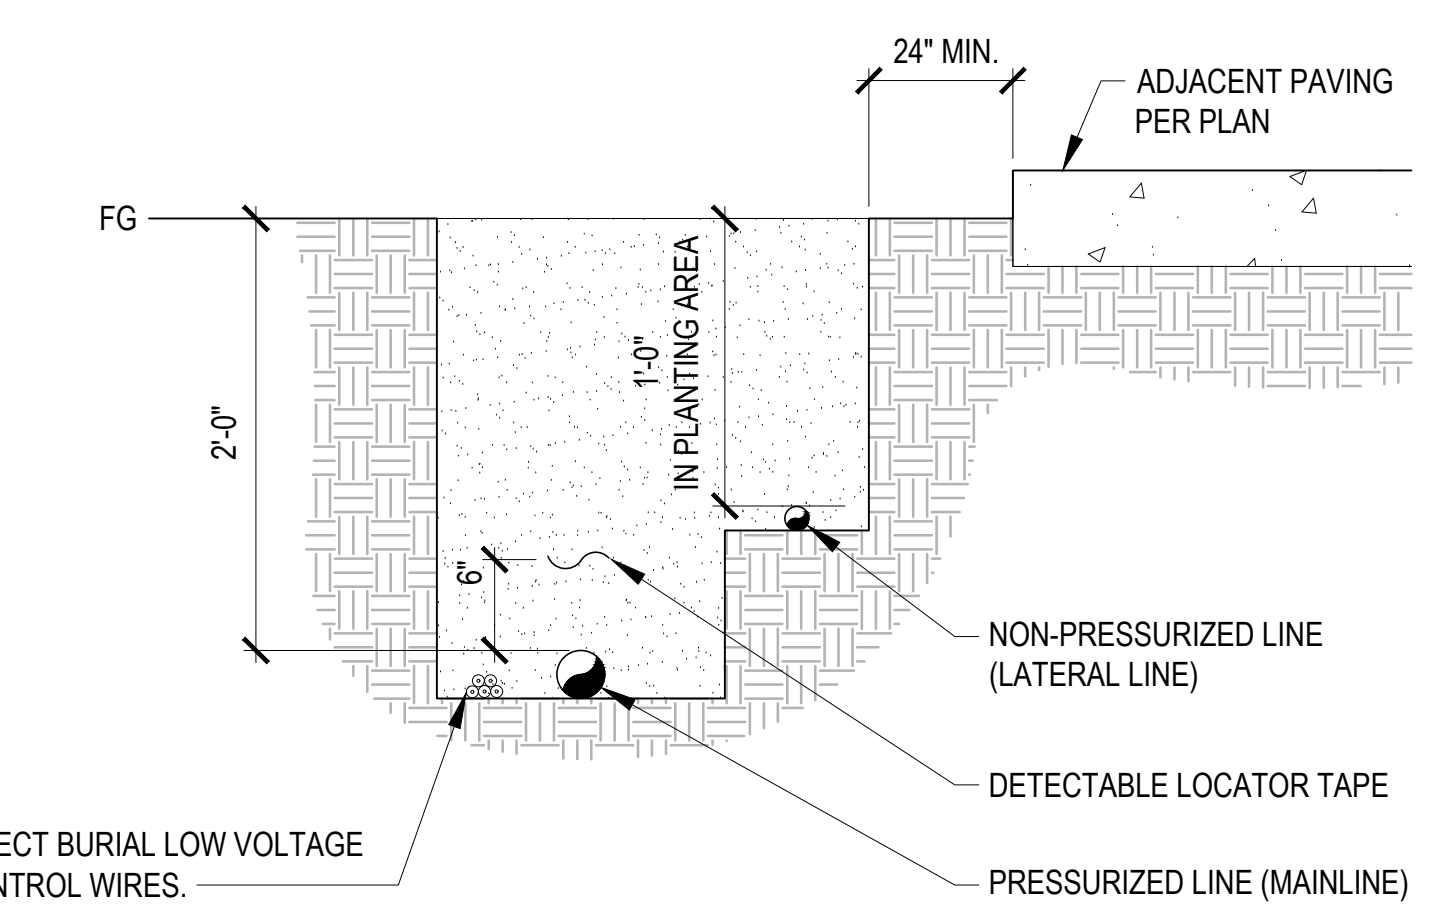 24" MIN.
ADJACENT PAVING
PER PLAN
FG
1'-0"
IN PLANTING AREA
2'-0"
6"
NON-PRESSURIZED LINE
(LATERAL LINE)
DETECTABLE LOCATOR TAPE
ECT BURIAL LOW VOLTAGE
NTROL WIRES.
PRESSURIZED LINE (MAINLINE)